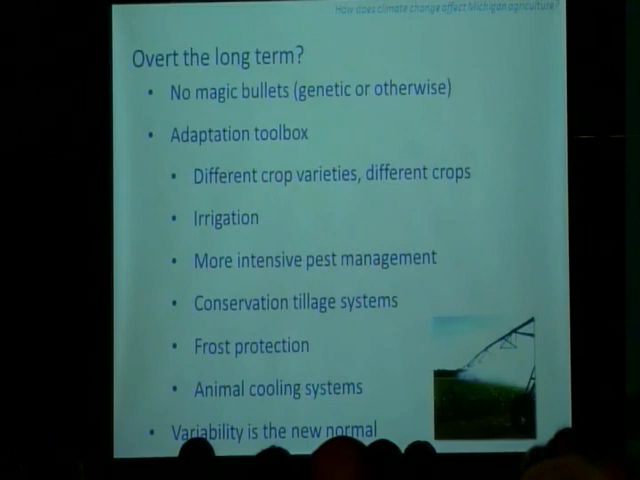 How does climate change affect Michigan agriculture?
Overt the long term?
• No magic bullets (genetic or otherwise)
• Adaptation toolbox
• Different crop varieties, different crops
• Irrigation
• More intensive pest management
• Conservation tillage systems
• Frost protection
• Animal cooling systems
• Variability is the new normal